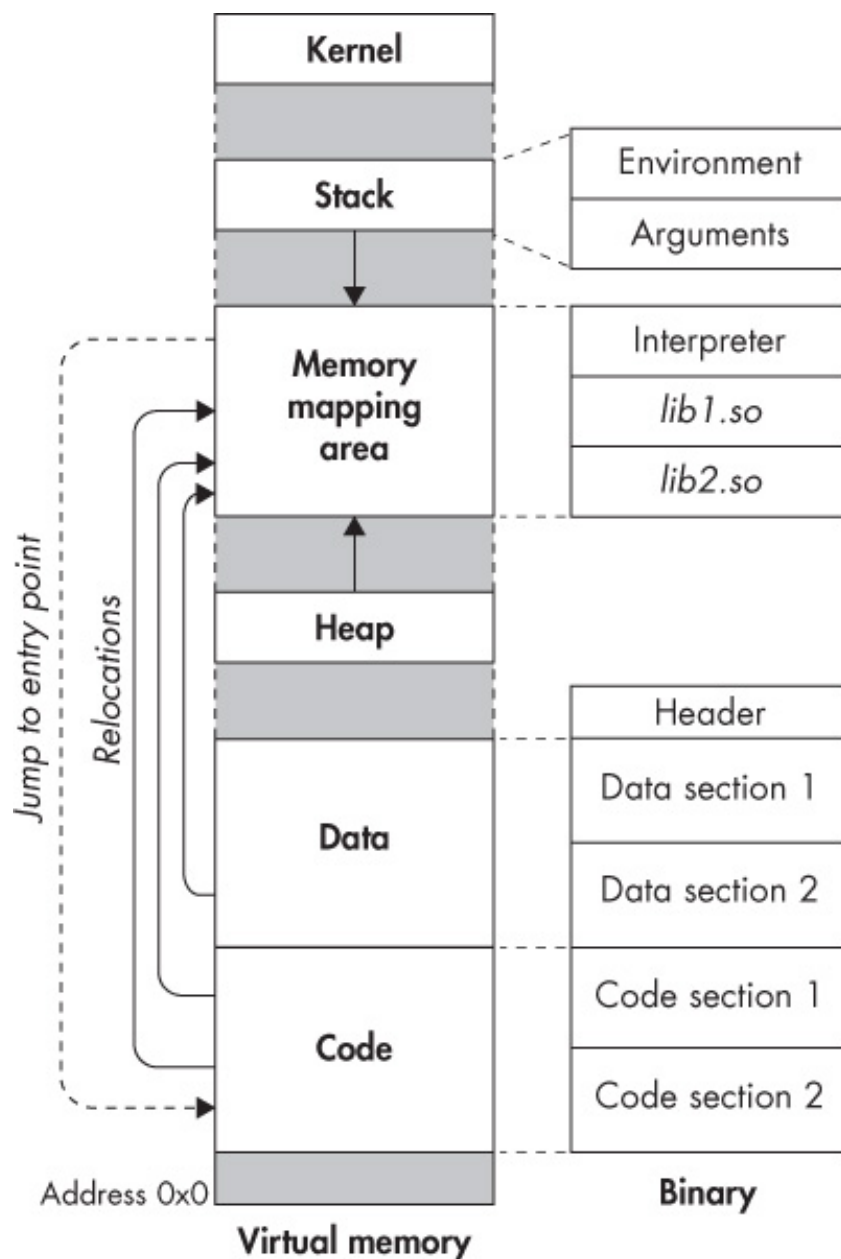 Kernel
Stack
Environment
Arguments
Memory
mapping
area
Interpreter
lib1.so
lib2.so
Jump to entry point
Relocations
Heap
Header
Data
Data section 1
Data section 2
Code
Code section 1
Code section 2
Address 0x0
Virtual memory
Binary